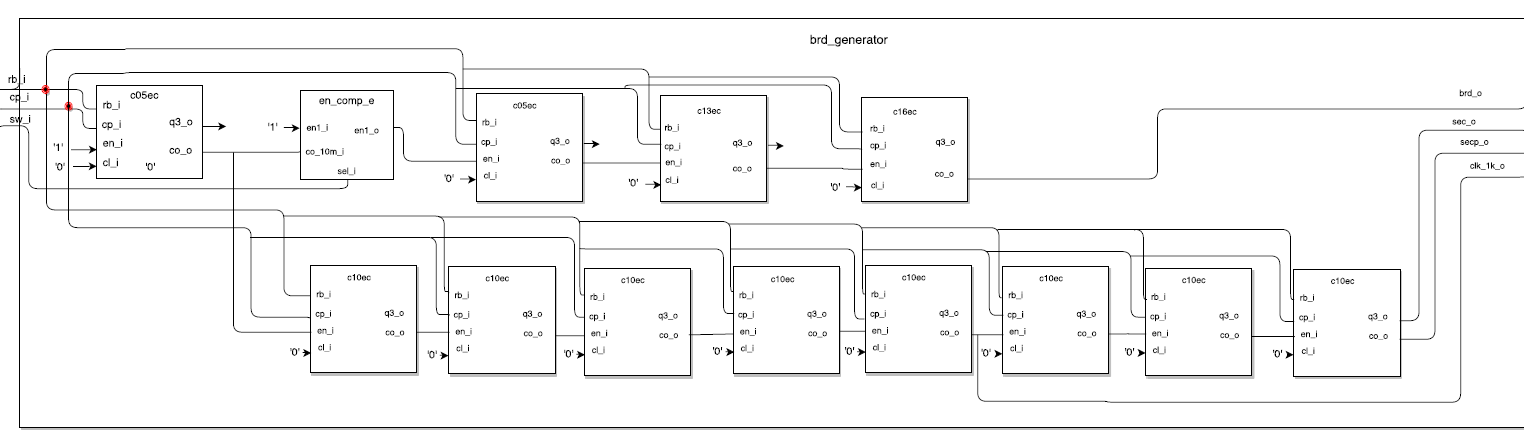 brd_generator
rb_i
cp_i
sw_i
c05ec
rb_i
cp_i
en_i
cl_i
q3_o
co_o
'0'
'1'
'0'
en_comp_e
'1'
en1_i
en1_o
co_10m_i
sel_i
c05ec
rb_i
cp_i
en_i
cl_i
q3_o
co_o
'0'
c13ec
rb_i
cp_i
en_i
cl_i
q3_o
co_o
'0'
c16ec
rb_i
cp_i
en_i
cl_i
q3_o
co_o
'0'
brd_o
sec_o
secp_o
clk_1k_o
c10ec
rb_i
cp_i
en_i
cl_i
q3_o
co_o
'0'
c10ec
rb_i
cp_i
en_i
cl_i
q3_o
co_o
'0'
c10ec
rb_i
cp_i
en_i
cl_i
q3_o
co_o
'0'
c10ec
rb_i
cp_i
en_i
cl_i
q3_o
co_o
'0'
c10ec
rb_i
cp_i
en_i
cl_i
q3_o
co_o
'0'
c10ec
rb_i
cp_i
en_i
cl_i
q3_o
co_o
'0'
c10ec
rb_i
cp_i
en_i
cl_i
q3_o
co_o
'0'
c10ec
rb_i
cp_i
en_i
cl_i
q3_o
co_o
'0'